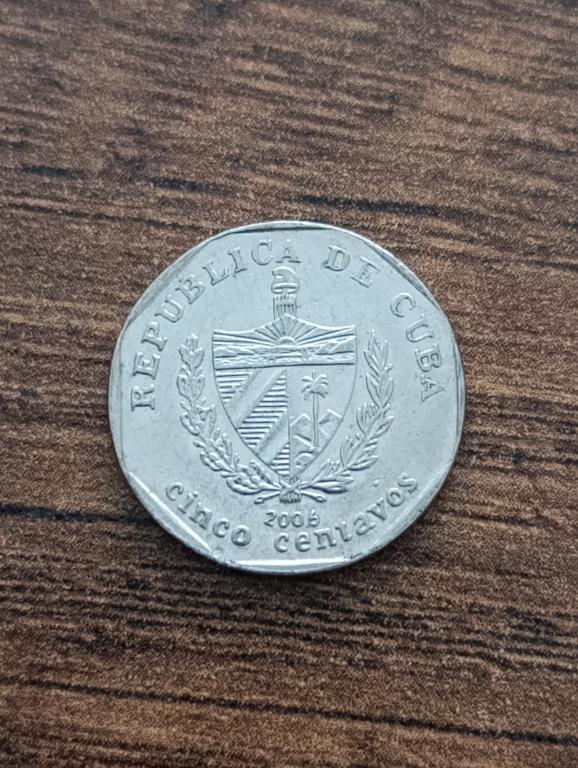 REPUBLICA DE CUBA
2006
cinco centavos